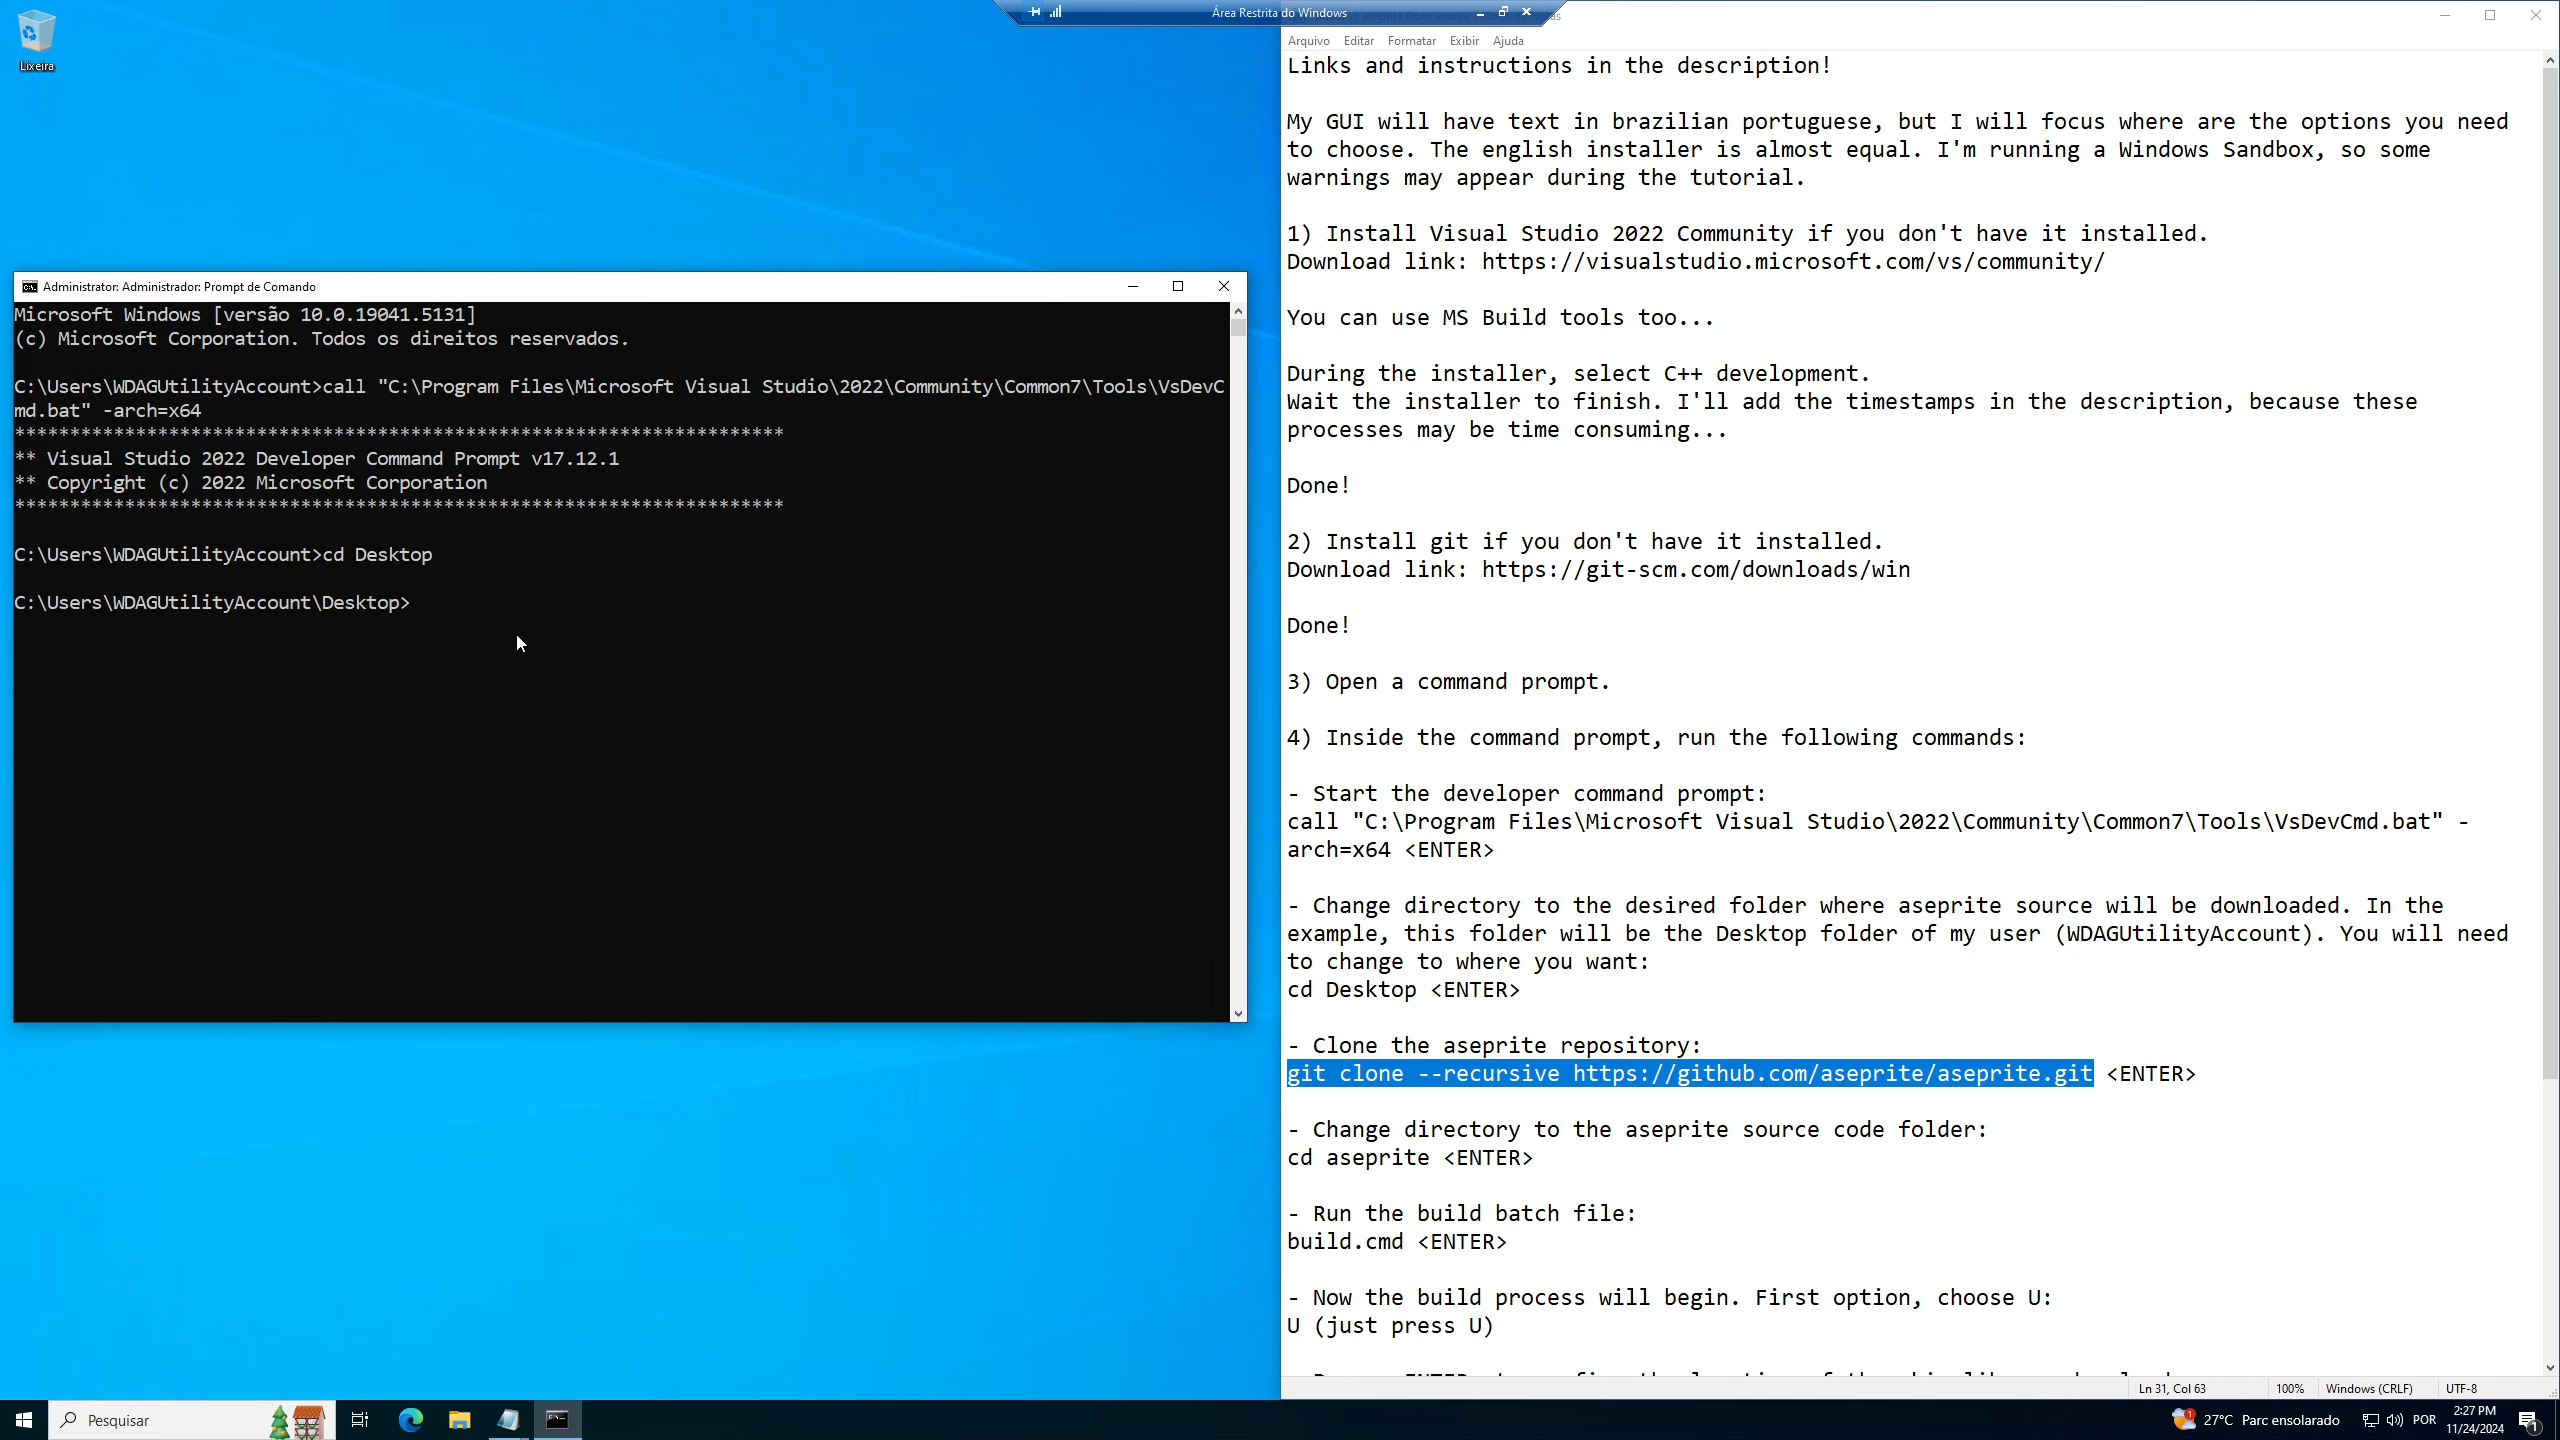 Lixeira
Área Restrita do Windows
Arquivo Editar Formatar Exibir Ajuda
Administrator: Administrador: Prompt de Comando
Microsoft Windows [versão 10.0.19041.5131]
(c) Microsoft Corporation. Todos os direitos reservados.
C:\Users\WDAGUtilityAccount>call "C:\Program Files\Microsoft Visual Studio\2022\Community\Common7\Tools\VsDevC
md.bat" -arch=x64
**********************************************************************
** Visual Studio 2022 Developer Command Prompt v17.12.1
** Copyright (c) 2022 Microsoft Corporation
**********************************************************************
C:\Users\WDAGUtilityAccount>cd Desktop
C:\Users\WDAGUtilityAccount\Desktop>
Links and instructions in the description!
My GUI will have text in brazilian portuguese, but I will focus where are the options you need
to choose. The english installer is almost equal. I'm running a Windows Sandbox, so some
warnings may appear during the tutorial.
1) Install Visual Studio 2022 Community if you don't have it installed.
Download link: https://visualstudio.microsoft.com/vs/community/
You can use MS Build tools too...
During the installer, select C++ development.
Wait the installer to finish. I'll add the timestamps in the description, because these
processes may be time consuming...
Done!
2) Install git if you don't have it installed.
Download link: https://git-scm.com/downloads/win
Done!
3) Open a command prompt.
4) Inside the command prompt, run the following commands:
- Start the developer command prompt:
call "C:\Program Files\Microsoft Visual Studio\2022\Community\Common7\Tools\VsDevCmd.bat" -
arch=x64 <ENTER>
- Change directory to the desired folder where aseprite source will be downloaded. In the
example, this folder will be the Desktop folder of my user (WDAGUtilityAccount). You will need
to change to where you want:
cd Desktop <ENTER>
- Clone the aseprite repository:
git clone --recursive https://github.com/aseprite/aseprite.git <ENTER>
- Change directory to the aseprite source code folder:
cd aseprite <ENTER>
- Run the build batch file:
build.cmd <ENTER>
- Now the build process will begin. First option, choose U:
U (just press U)
Ln 31, Col 63 100% Windows (CRLF) UTF-8
Pesquisar
1 27°C Parc ensolarado POR 2:27 PM
11/24/2024 1